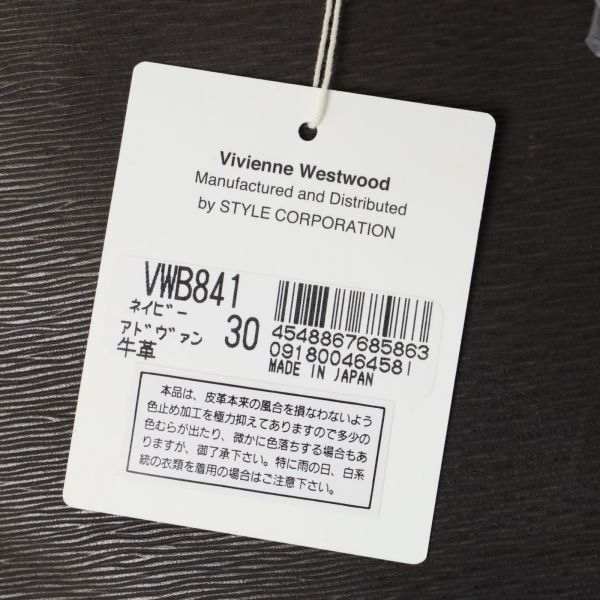 Vivienne Westwood
Manufactured and Distributed
by STYLE CORPORATION
VWB841
ネイビー
アドヴァン 30
牛革
4548867685863
091800464581
MADE IN JAPAN
本品は、皮革本来の風合を損なわないよう
色止め加工を極力抑えてありますので多少の
色むらが出たり、微かに色落ちする場合もあ
りますが、御了承下さい。特に雨の日、白系
統の衣類を着用の場合はご注意下さい。